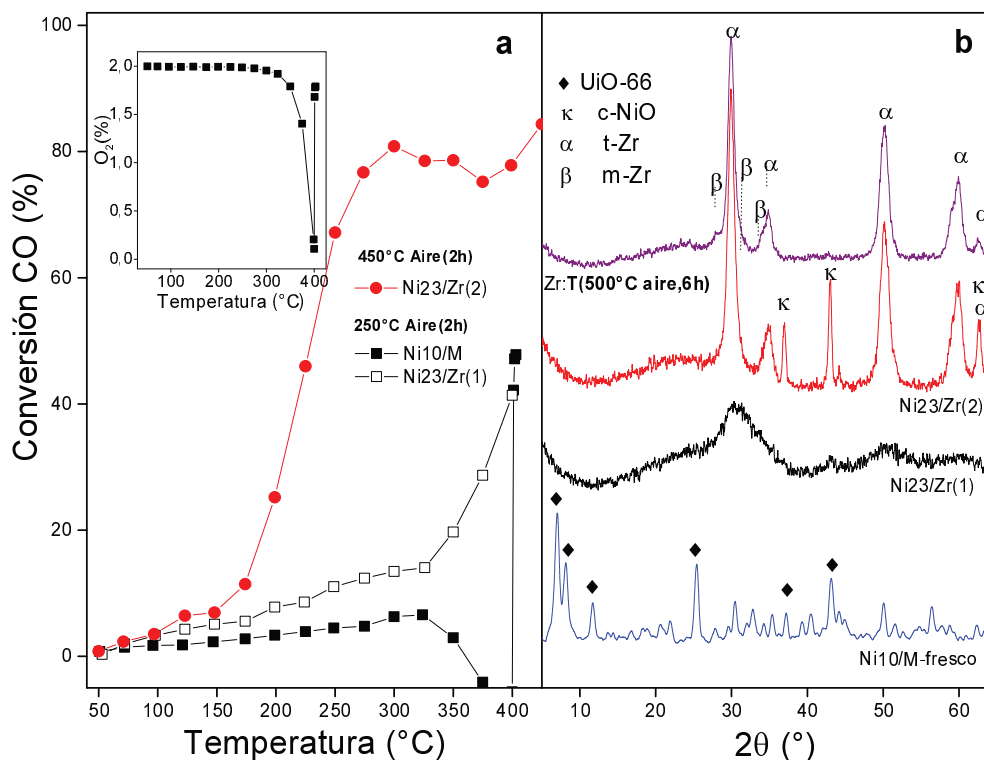 a
100
80
60
40
20
0
Conversión CO (%)
50 100 150 200 250 300 350 400
Temperatura (°C)
2,0
1,5
1,0
0,5
0,0
O2(%)
100 200 300 400
Temperatura (°C)
450°C Aire(2h)
Ni23/Zr(2)
250°C Aire(2h)
Ni10/M
Ni23/Zr(1)
b
◆ UiO-66
κ c-NiO
α t-Zr
β m-Zr
α
β β α
β
α
α
α
Zr:T(500°C aire,6h)
κ κ
κ
α
Ni23/Zr(2)
Ni23/Zr(1)
Ni10/M-fresco
10 20 30 40 50 60
2θ (°)